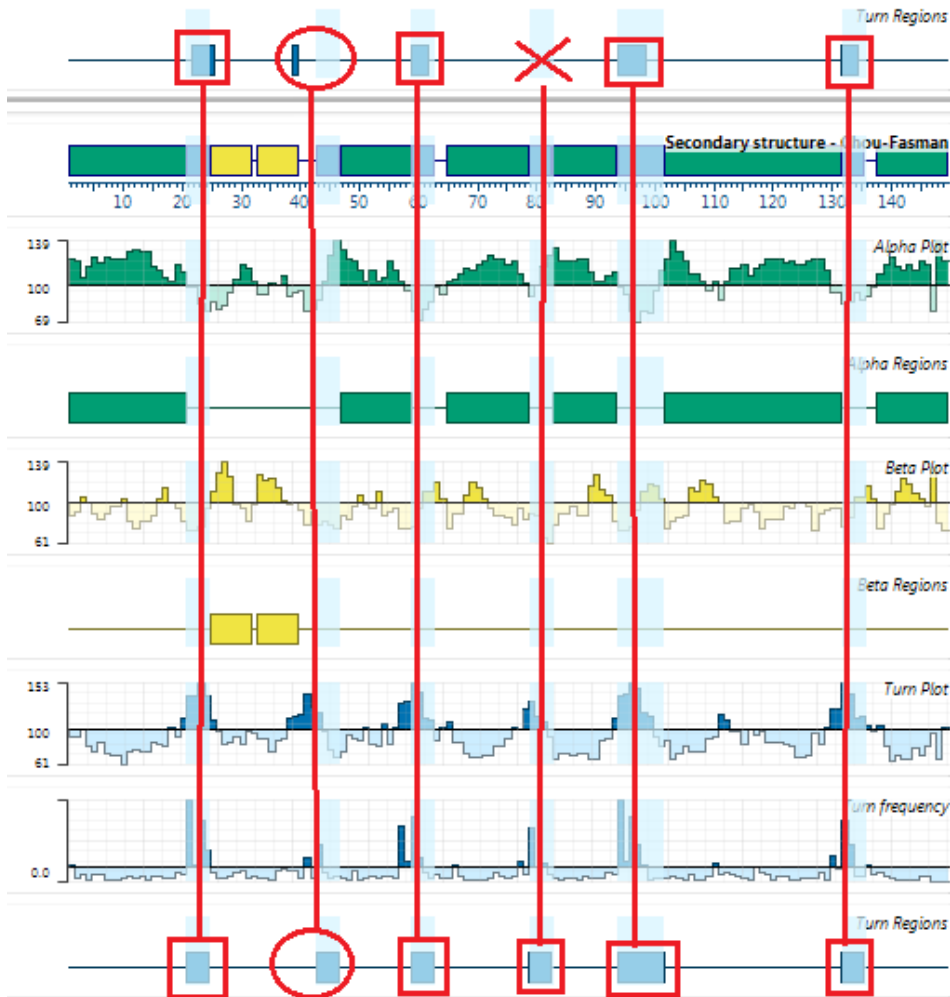 Turn Regions
Secondary structure - Chou-Fasman
10 20 30 40 50 60 70 80 90 100 110 120 130 140
139 Alpha Plot
100
69
Alpha Regions
139 Beta Plot
100
61
Beta Regions
153 Turn Plot
100
61
Turn frequency
0.0
Turn Regions